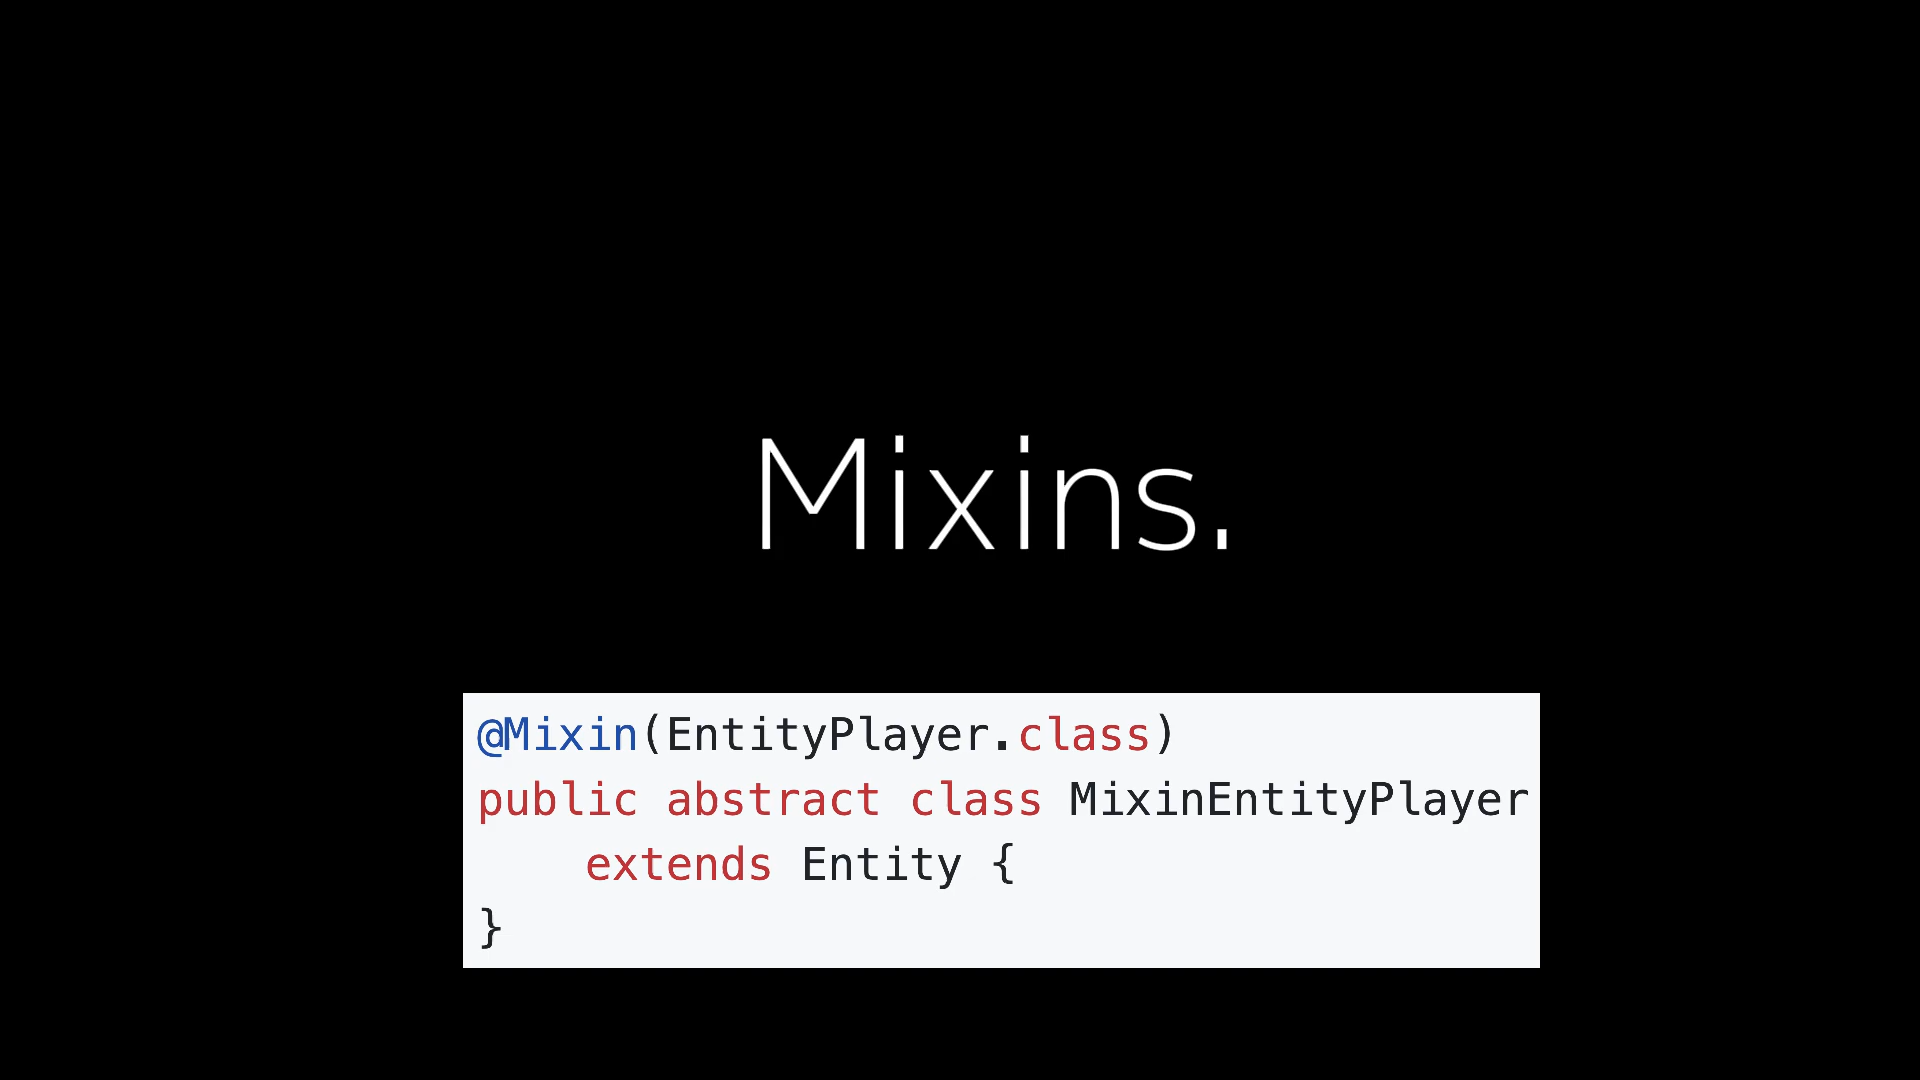 Mixins.
@Mixin(EntityPlayer.class)
public abstract class MixinEntityPlayer
    extends Entity {
}